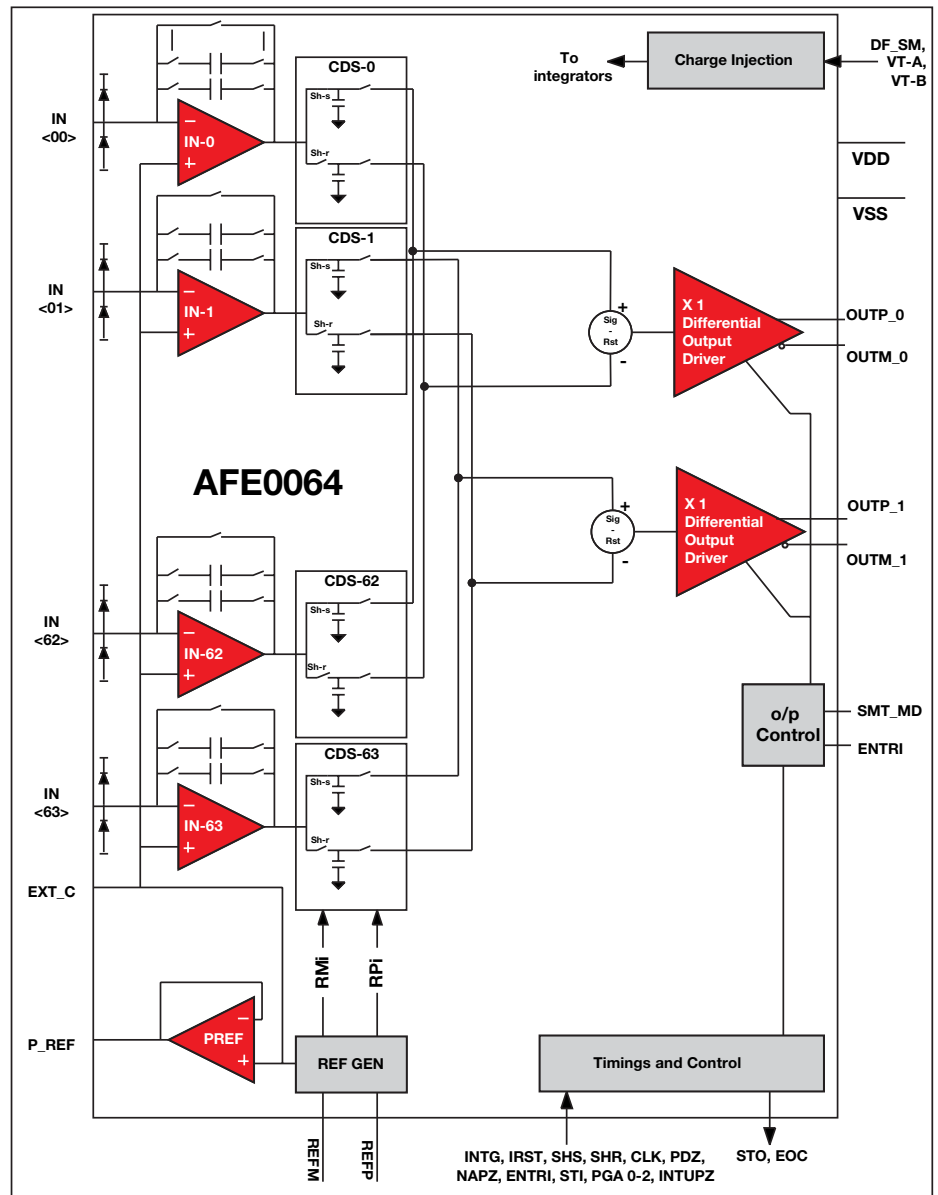 DF_SM,
VT-A,
VT-B
Charge Injection
To
integrators
CDS-0
Sh-s
Sh-r
IN
<00>
−
IN-0
+
VDD
VSS
CDS-1
Sh-s
Sh-r
IN
<01>
−
IN-1
+
+
Sig
-
Rst
-
X 1
Differential
Output
Driver
OUTP_0
OUTM_0
AFE0064
+
Sig
-
Rst
-
X 1
Differential
Output
Driver
OUTP_1
OUTM_1
CDS-62
Sh-s
Sh-r
IN
<62>
−
IN-62
+
o/p
Control
SMT_MD
ENTRI
CDS-63
Sh-s
Sh-r
IN
<63>
−
IN-63
+
EXT_C
RMi
RPi
P_REF
−
PREF
+
REF GEN
Timings and Control
REFM
REFP
INTG, IRST, SHS, SHR, CLK, PDZ,
NAPZ, ENTRI, STI, PGA 0-2, INTUPZ
STO, EOC